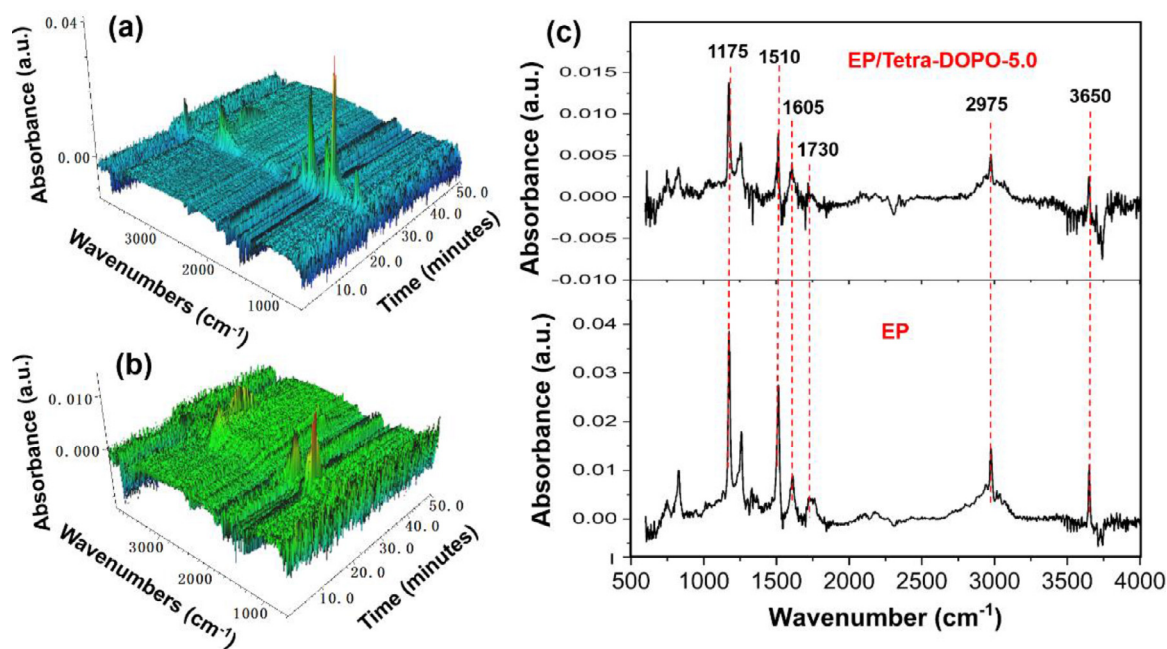 (a)
0.04
0.00
Absorbance (a.u.)
3000
2000
1000
Wavenumbers (cm⁻¹)
10.0
20.0
30.0
40.0
50.0
Time (minutes)
(b)
0.010
0.000
Absorbance (a.u.)
3000
2000
1000
Wavenumbers (cm⁻¹)
10.0
20.0
30.0
40.0
50.0
Time (minutes)
(c)
1175
1510
1605
1730
2975
3650
EP/Tetra-DOPO-5.0
0.015
0.010
0.005
0.000
-0.005
-0.010
Absorbance (a.u.)
EP
0.04
0.03
0.02
0.01
0.00
Absorbance (a.u.)
500 1000 1500 2000 2500 3000 3500 4000
Wavenumber (cm⁻¹)